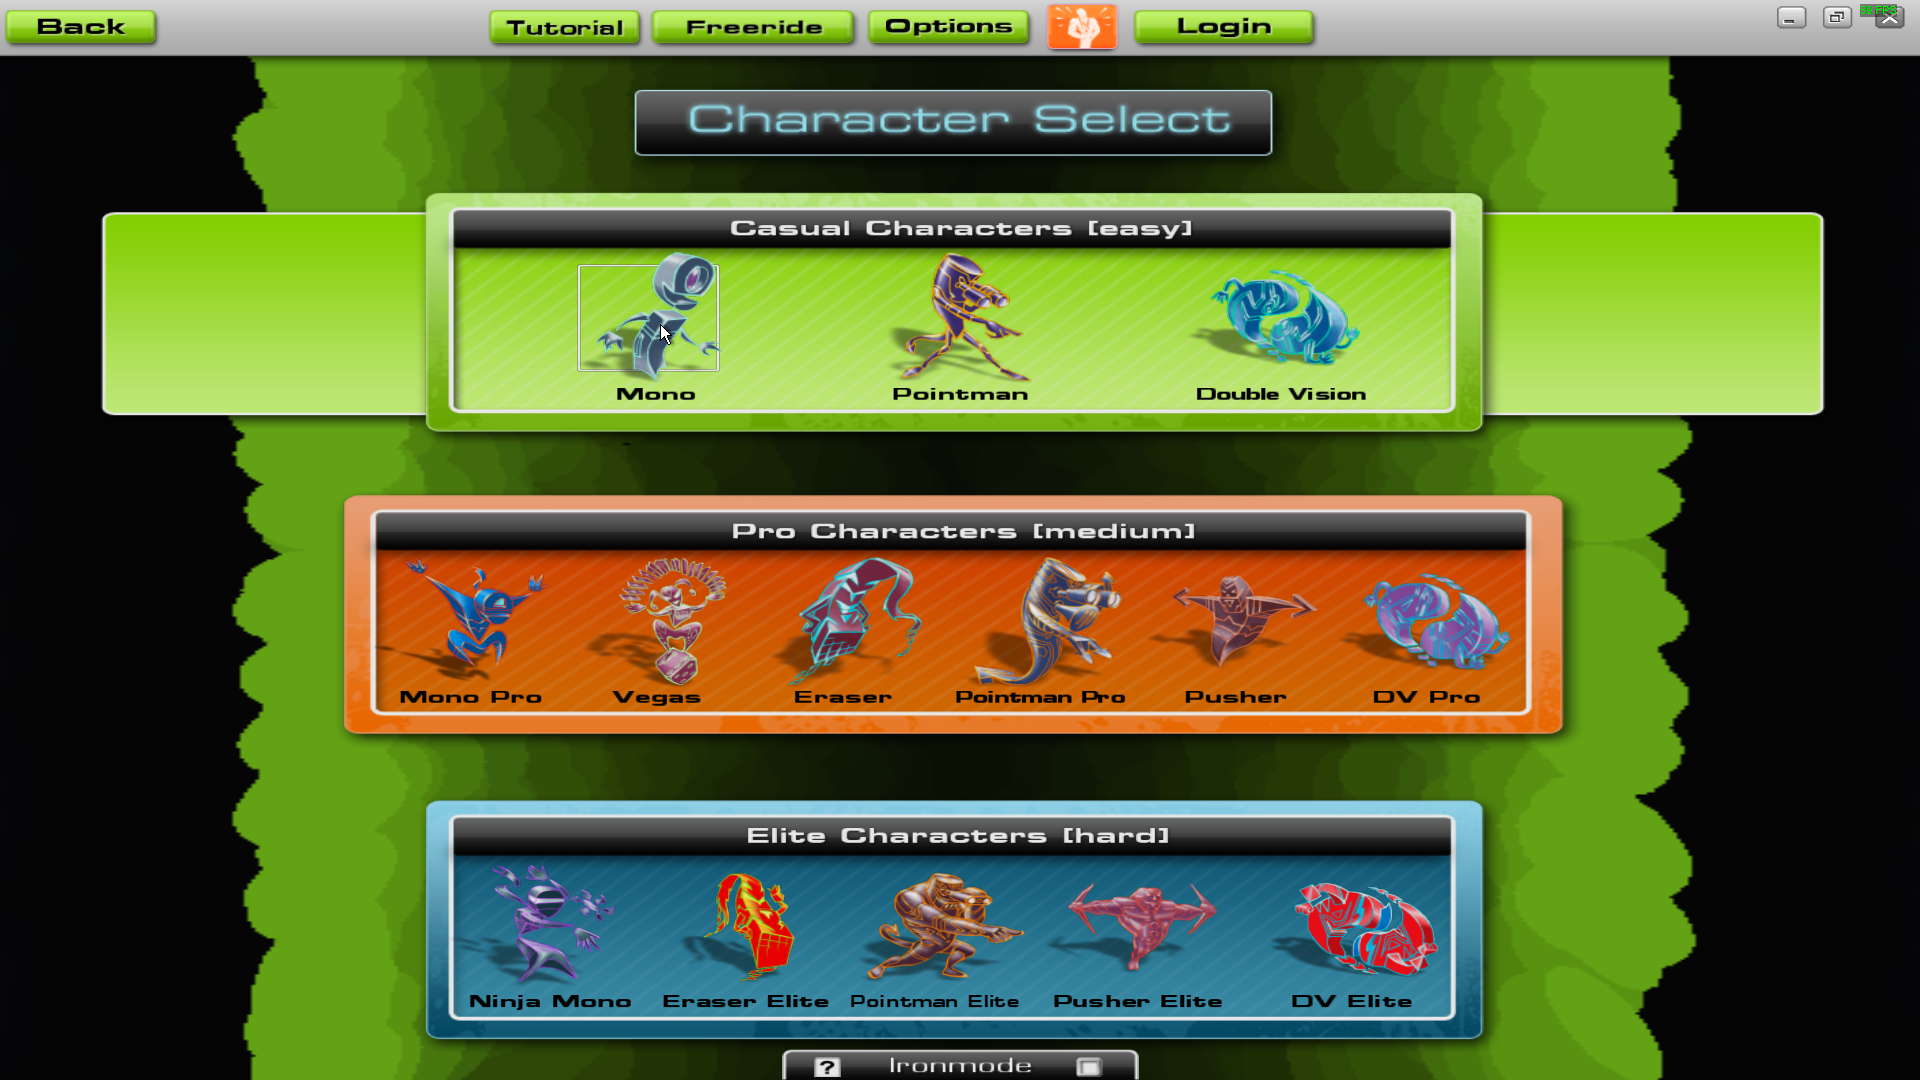 Back
Tutorial
Freeride
Options
Login
Character Select
Casual Characters [easy]
Mono
Pointman
Double Vision
Pro Characters [medium]
Mono Pro
Vegas
Eraser
Pointman Pro
Pusher
DV Pro
Elite Characters [hard]
Ninja Mono
Eraser Elite
Pointman Elite
Pusher Elite
DV Elite
? Ironmode